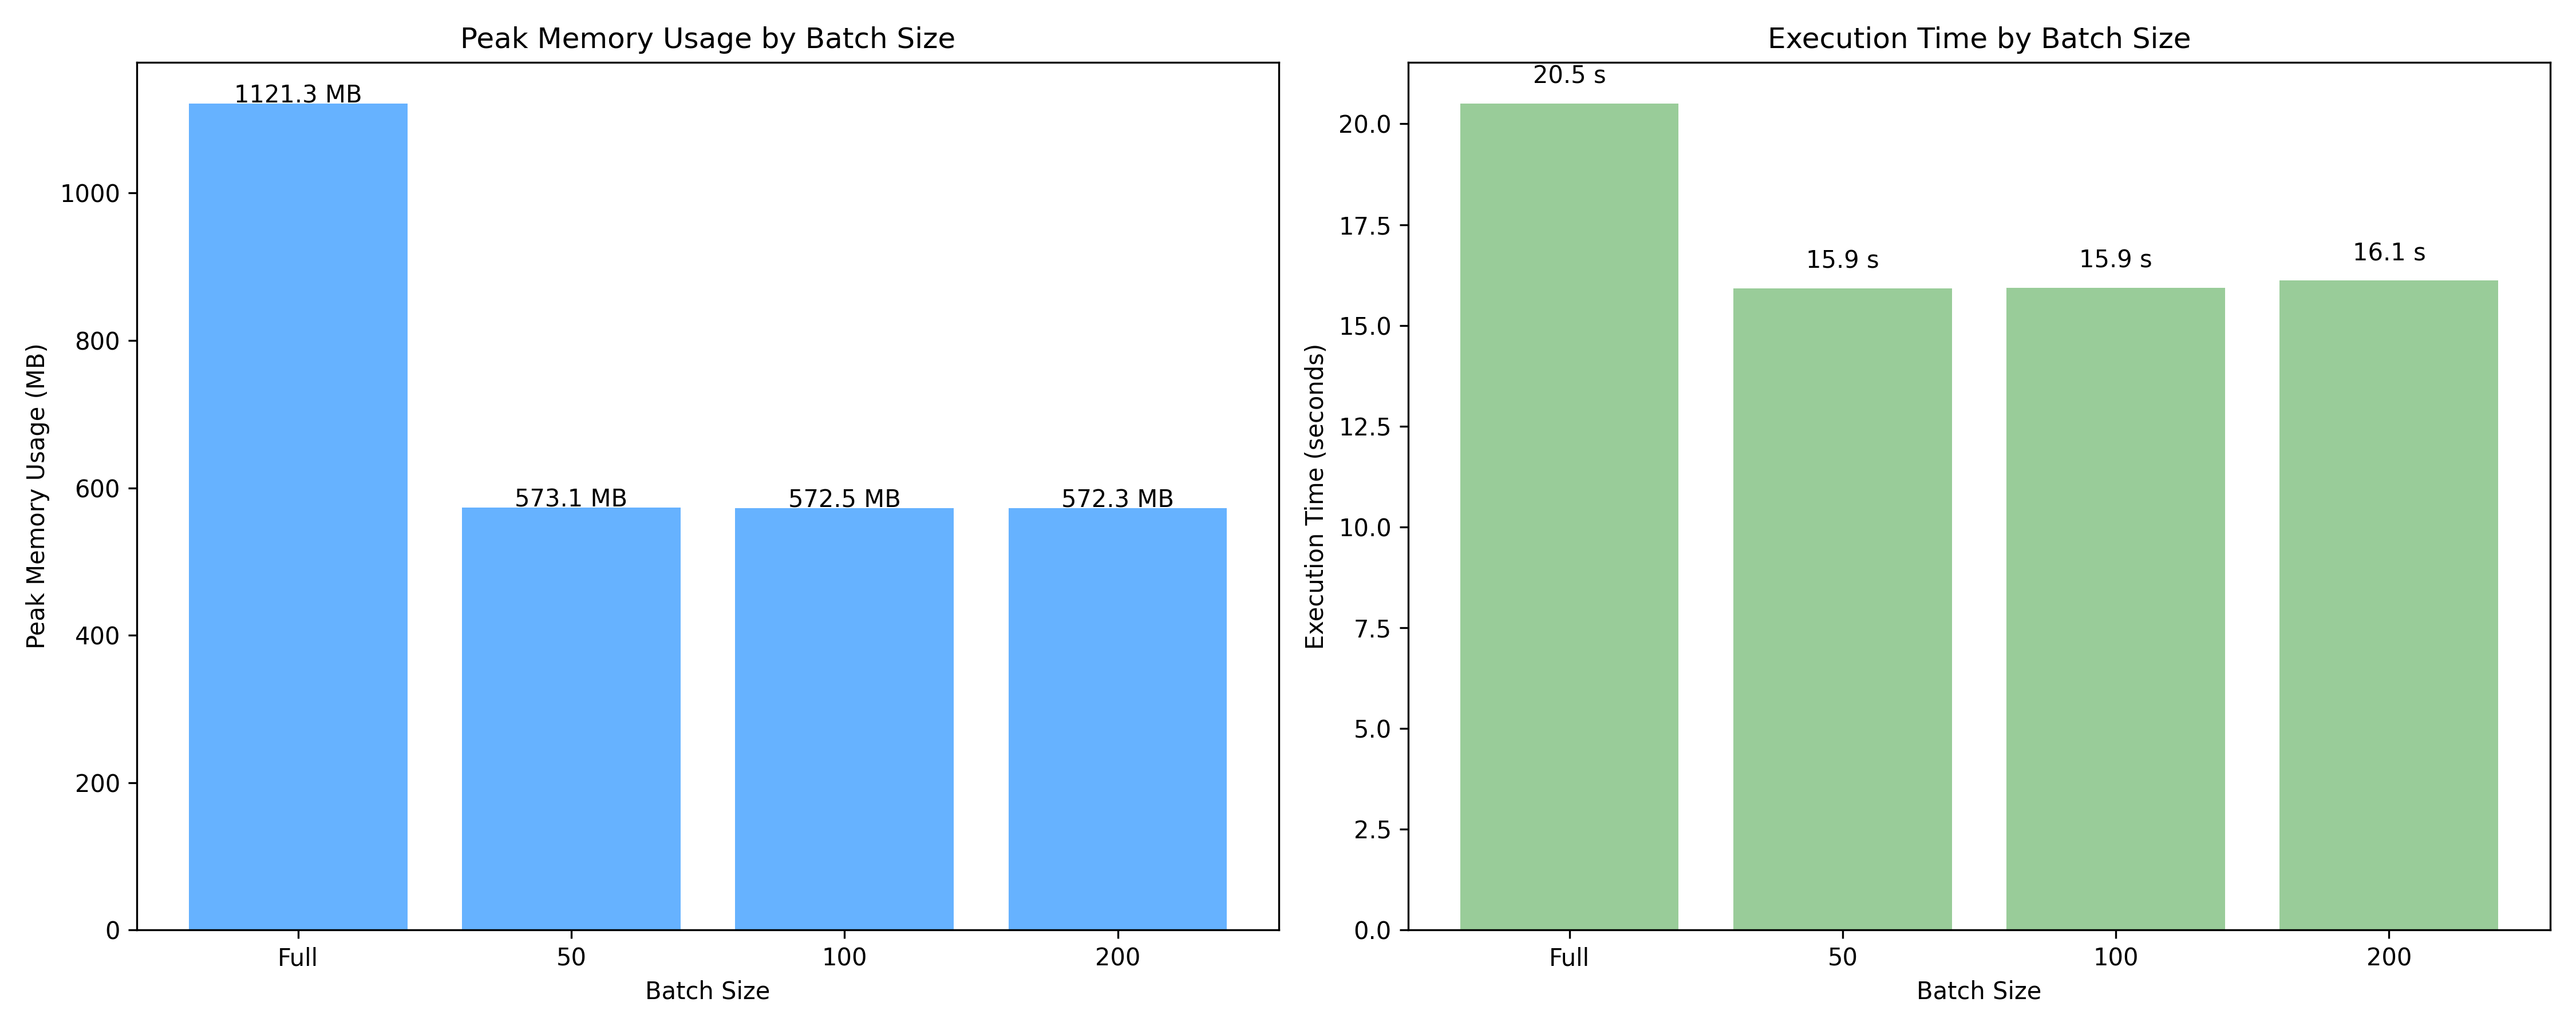 Peak Memory Usage by Batch Size
1121.3 MB
573.1 MB
572.5 MB
572.3 MB
1000
800
600
400
200
0
Peak Memory Usage (MB)
Full
50
100
200
Batch Size
Execution Time by Batch Size
20.5 s
15.9 s
15.9 s
16.1 s
20.0
17.5
15.0
12.5
10.0
7.5
5.0
2.5
0.0
Execution Time (seconds)
Full
50
100
200
Batch Size